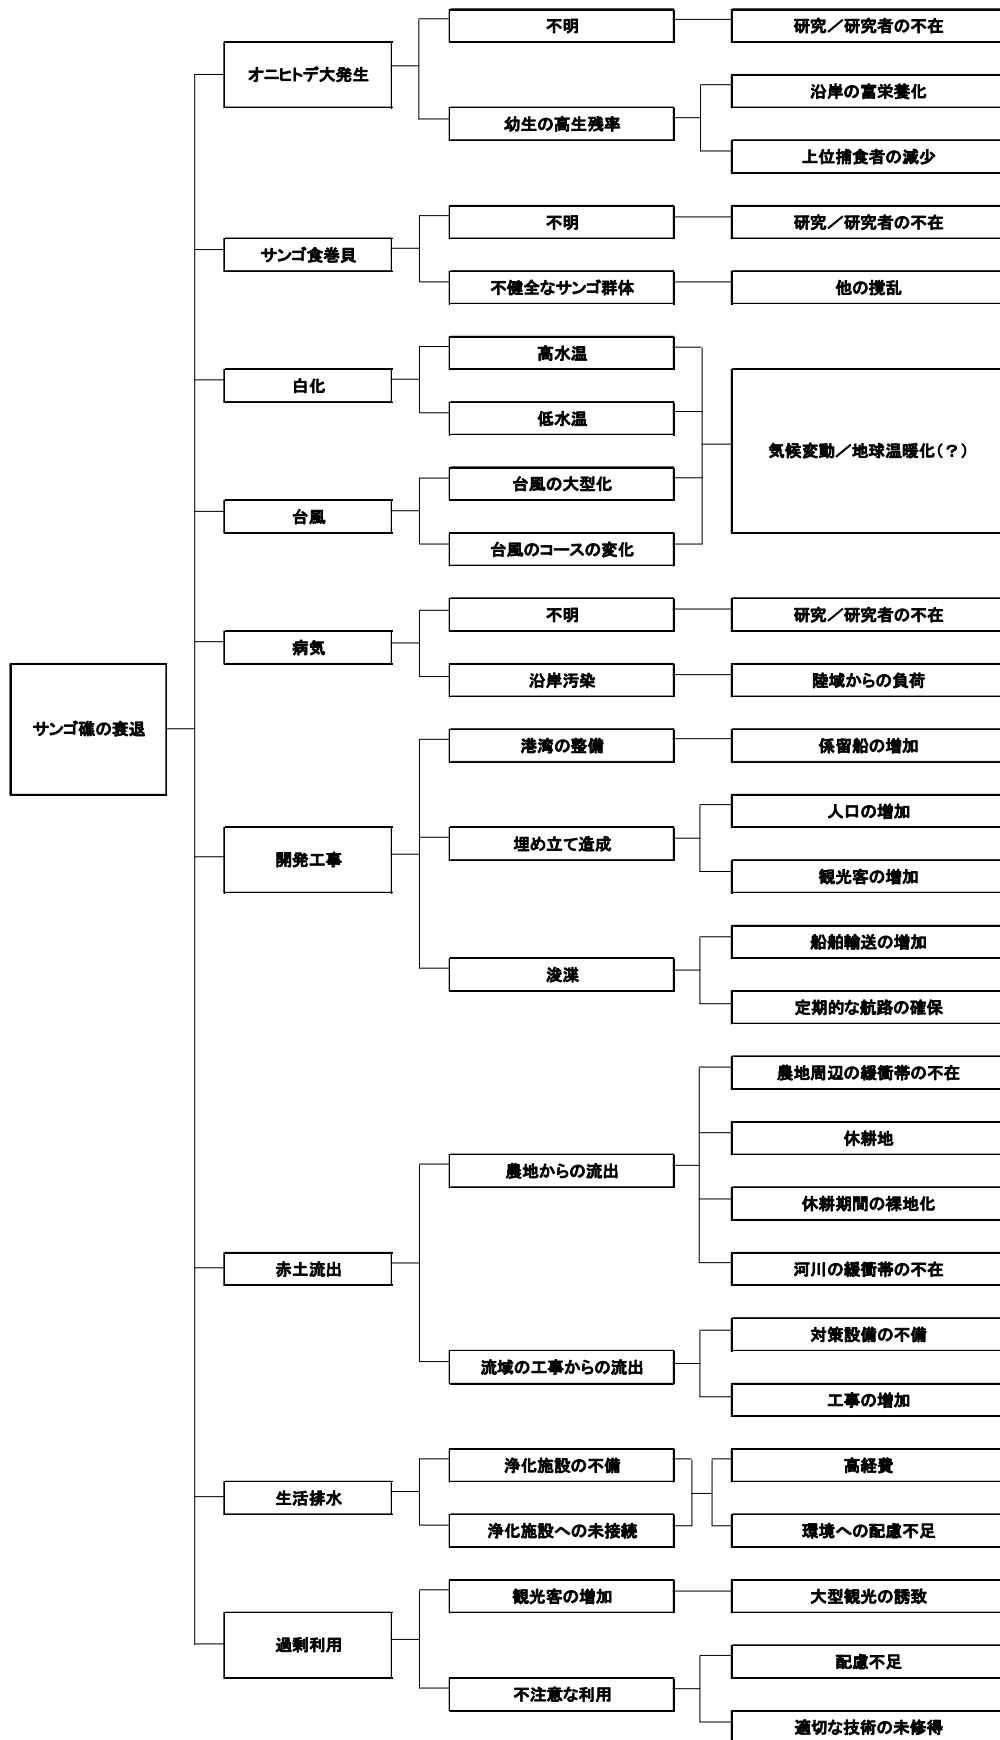 不明
研究／研究者の不在
オニヒトデ大発生
沿岸の富栄養化
幼生の高生残率
上位捕食者の減少
不明
研究／研究者の不在
サンゴ食巻貝
不健全なサンゴ群体
他の撹乱
高水温
白化
低水温
気候変動／地球温暖化（？）
台風の大型化
台風
台風のコースの変化
不明
研究／研究者の不在
病気
沿岸汚染
陸域からの負荷
サンゴ礁の衰退
港湾の整備
係留船の増加
人口の増加
埋め立て造成
開発工事
観光客の増加
船舶輸送の増加
浚渫
定期的な航路の確保
農地周辺の緩衝帯の不在
休耕地
農地からの流出
休耕期間の裸地化
赤土流出
河川の緩衝帯の不在
対策設備の不備
流域の工事からの流出
工事の増加
浄化施設の不備
高経費
生活排水
浄化施設への未接続
環境への配慮不足
観光客の増加
大型観光の誘致
過剰利用
配慮不足
不注意な利用
適切な技術の未修得